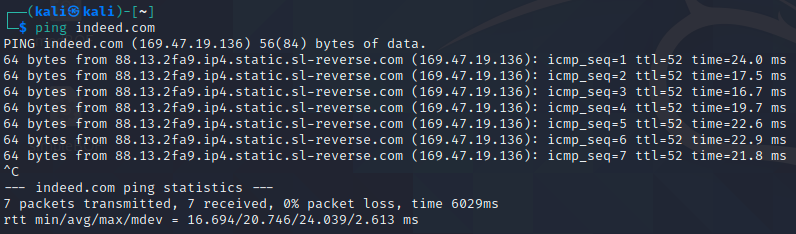 ┌──(kali㉿kali)-[~]
└─$ ping indeed.com
PING indeed.com (169.47.19.136) 56(84) bytes of data.
64 bytes from 88.13.2fa9.ip4.static.sl-reverse.com (169.47.19.136): icmp_seq=1 ttl=52 time=24.0 ms
64 bytes from 88.13.2fa9.ip4.static.sl-reverse.com (169.47.19.136): icmp_seq=2 ttl=52 time=17.5 ms
64 bytes from 88.13.2fa9.ip4.static.sl-reverse.com (169.47.19.136): icmp_seq=3 ttl=52 time=16.7 ms
64 bytes from 88.13.2fa9.ip4.static.sl-reverse.com (169.47.19.136): icmp_seq=4 ttl=52 time=19.7 ms
64 bytes from 88.13.2fa9.ip4.static.sl-reverse.com (169.47.19.136): icmp_seq=5 ttl=52 time=22.6 ms
64 bytes from 88.13.2fa9.ip4.static.sl-reverse.com (169.47.19.136): icmp_seq=6 ttl=52 time=22.9 ms
64 bytes from 88.13.2fa9.ip4.static.sl-reverse.com (169.47.19.136): icmp_seq=7 ttl=52 time=21.8 ms
^C
--- indeed.com ping statistics ---
7 packets transmitted, 7 received, 0% packet loss, time 6029ms
rtt min/avg/max/mdev = 16.694/20.746/24.039/2.613 ms